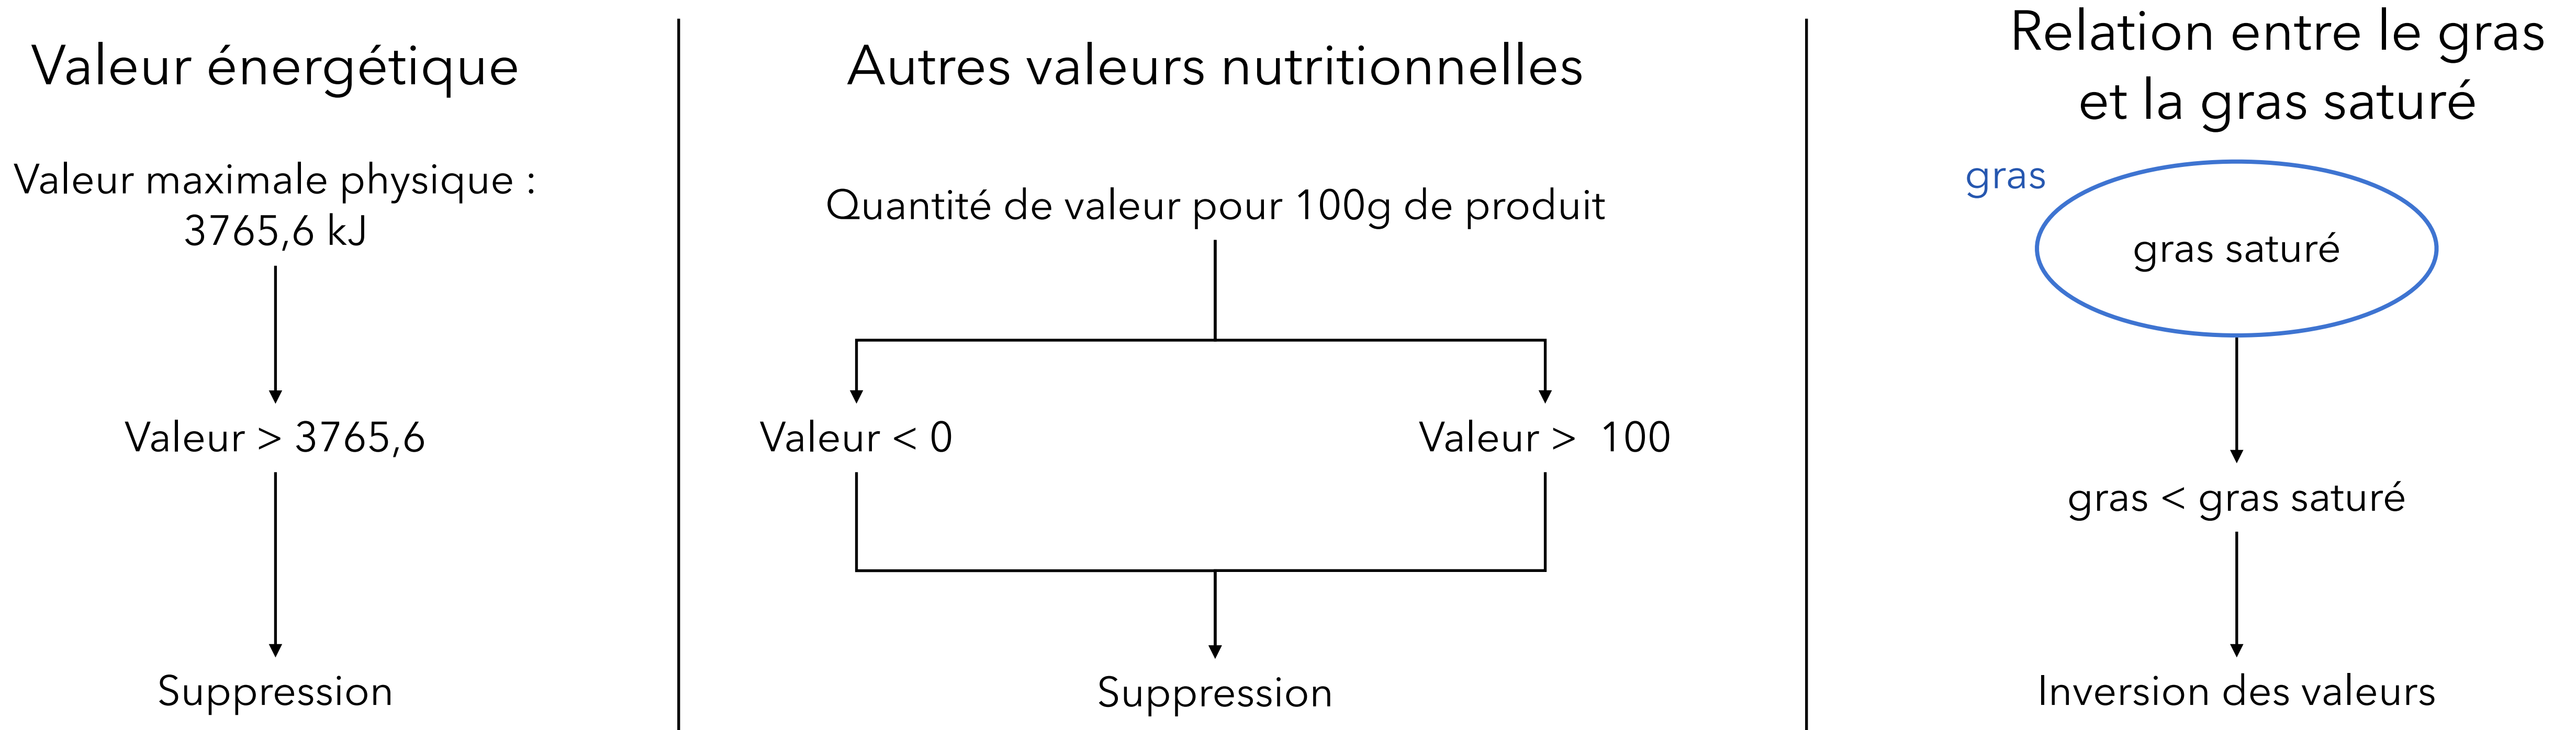 Valeur énergétique
Valeur maximale physique :
3765,6 kJ
Valeur > 3765,6
Suppression
Autres valeurs nutritionnelles
Quantité de valeur pour 100g de produit
Valeur < 0
Valeur > 100
Suppression
Relation entre le gras
et la gras saturé
gras
gras saturé
gras < gras saturé
Inversion des valeurs